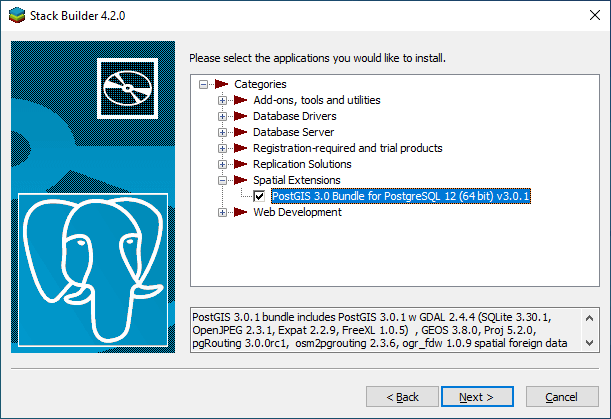 Stack Builder 4.2.0
Please select the applications you would like to install.
Categories
Add-ons, tools and utilities
Database Drivers
Database Server
Registration-required and trial products
Replication Solutions
Spatial Extensions
PostGIS 3.0 Bundle for PostgreSQL 12 (64 bit) v3.0.1
Web Development
PostGIS 3.0.1 bundle includes PostGIS 3.0.1 w GDAL 2.4.4 (SQLite 3.30.1,
OpenJPEG 2.3.1, Expat 2.2.9, FreeXL 1.0.5)  , GEOS 3.8.0, Proj 5.2.0,
pgRouting 3.0.0rc1,  osm2pgrouting 2.3.6, ogr_fdw 1.0.9 spatial foreign data
< Back
Next >
Cancel